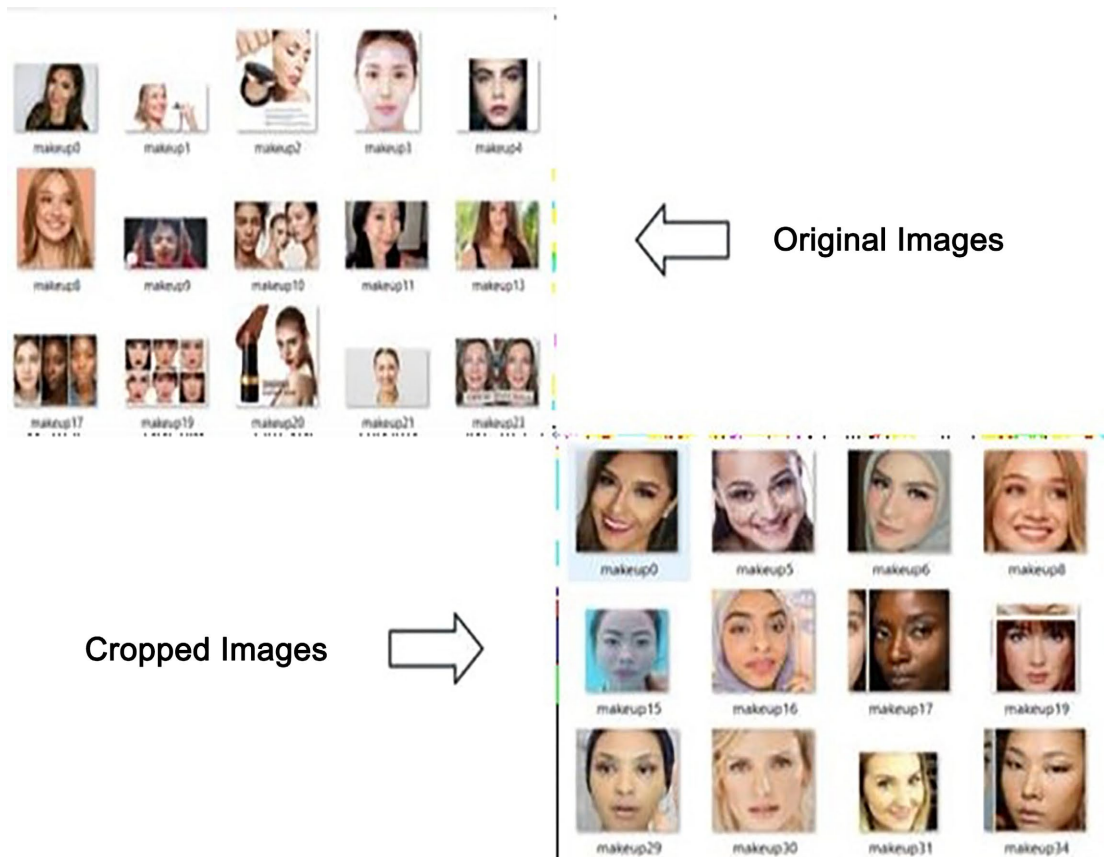 makeup0 makeup1 makeup2 makeup3 makeup4
makeup8 makeup9 makeup10 makeup11 makeup13
Original Images
makeup17 makeup19 makeup20 makeup21 makeup23
makeup0 makeup5 makeup6 makeup8
Cropped Images
makeup15 makeup16 makeup17 makeup19
makeup29 makeup30 makeup31 makeup34